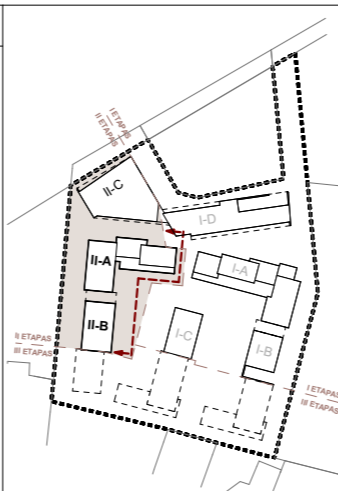 I ETAPAS
II ETAPAS
II-C
I-D
II-A
I-A
II-B
I-C
I-B
II ETAPAS
III ETAPAS
I ETAPAS
III ETAPAS